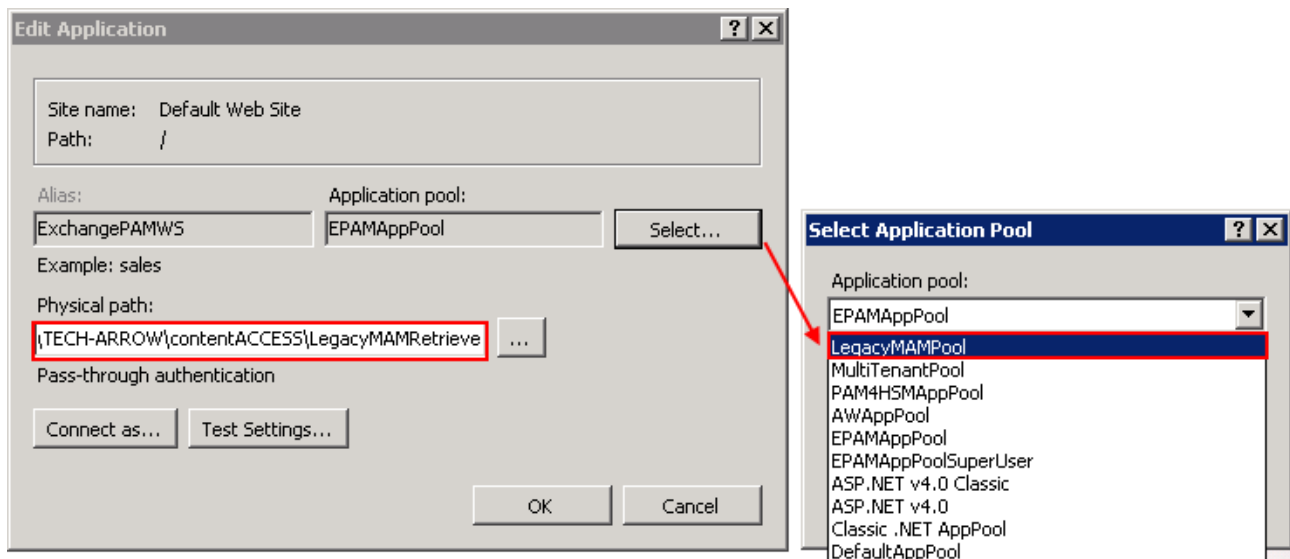 Edit Application
Site name: Default Web Site
Path: /
Alias:
Application pool:
ExchangePAMWS
EPAMAppPool
Select...
Example: sales
Physical path:
\TECH-ARROW\contentACCESS\LegacyMAMRetrieve
...
Pass-through authentication
Connect as...
Test Settings...
OK
Cancel
Select Application Pool
Application pool:
EPAMAppPool
LegacyMAMPool
MultiTenantPool
PAM4HSMAppPool
AWAppPool
EPAMAppPool
EPAMAppPoolSuperUser
ASP.NET v4.0 Classic
ASP.NET v4.0
Classic .NET AppPool
DefaultAppPool